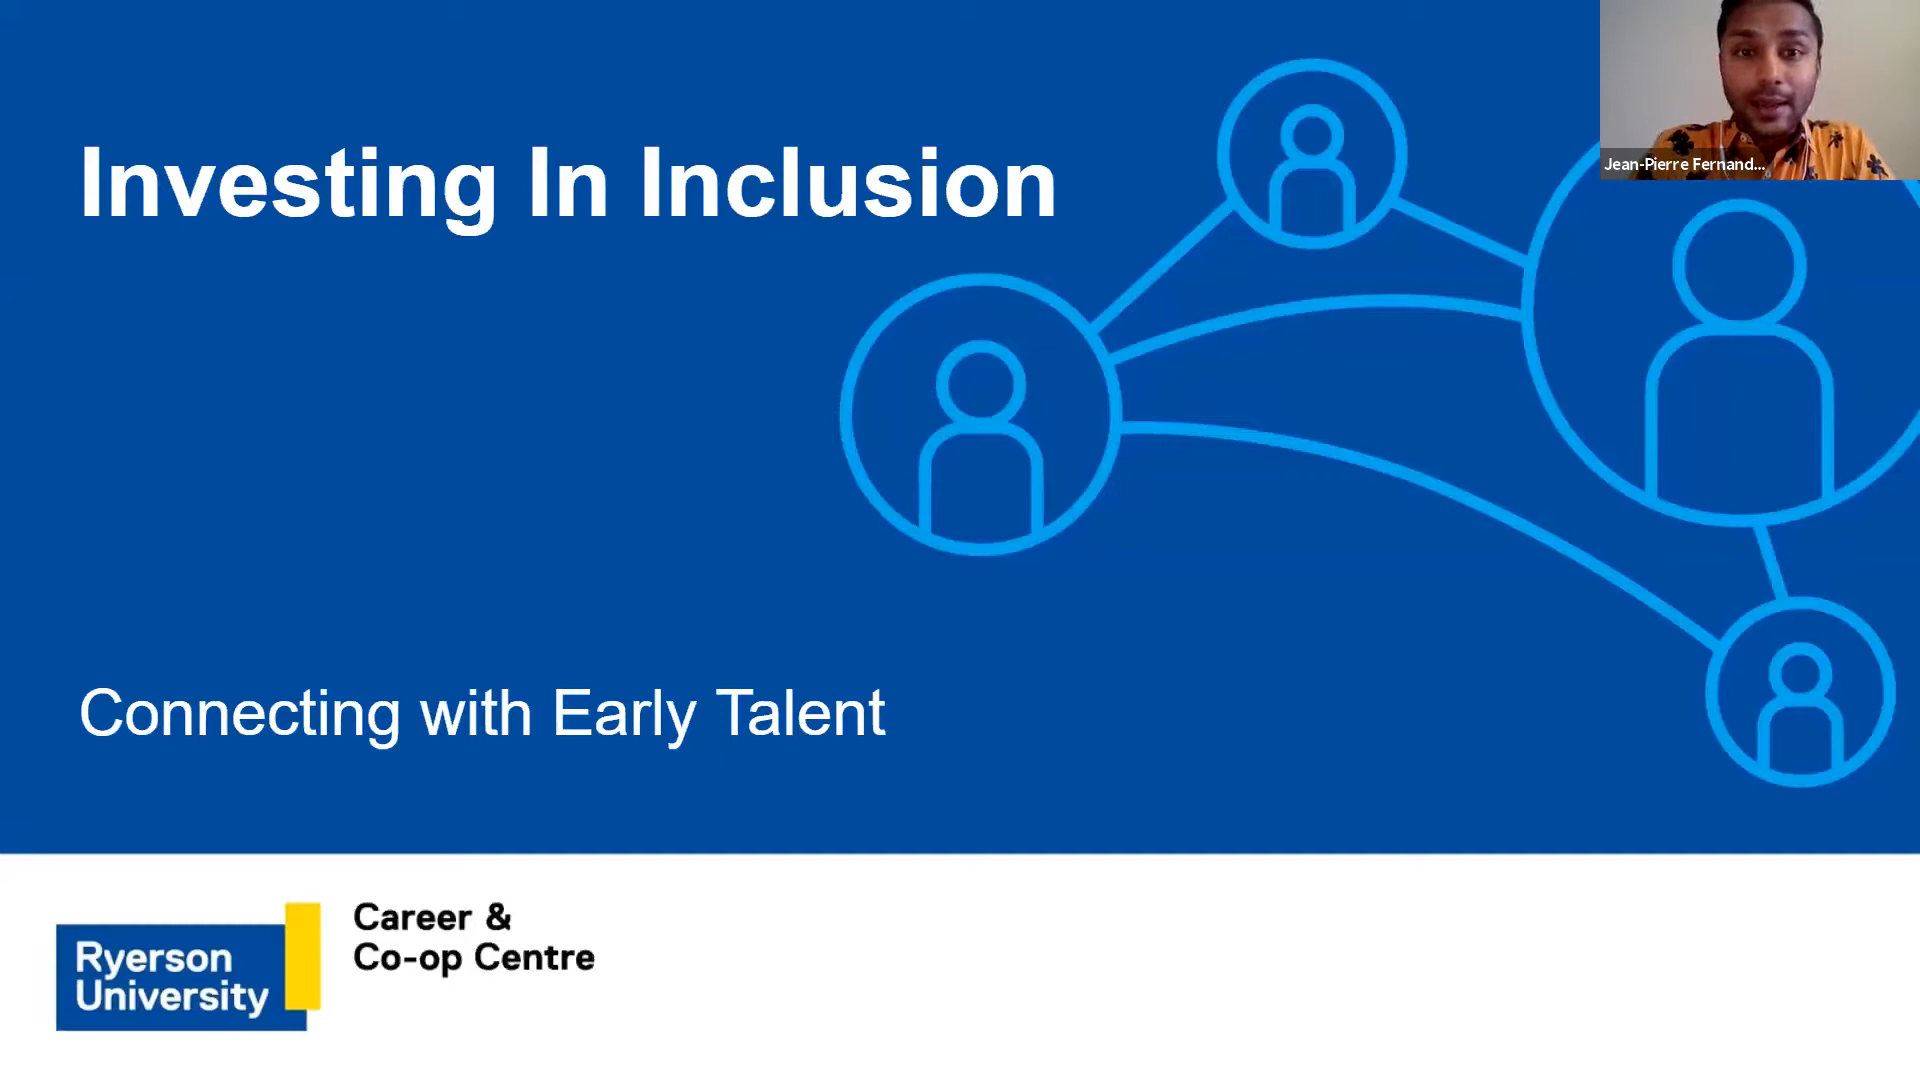 Investing In Inclusion
Jean-Pierre Fernand...
Connecting with Early Talent
Ryerson
University
Career &
Co-op Centre